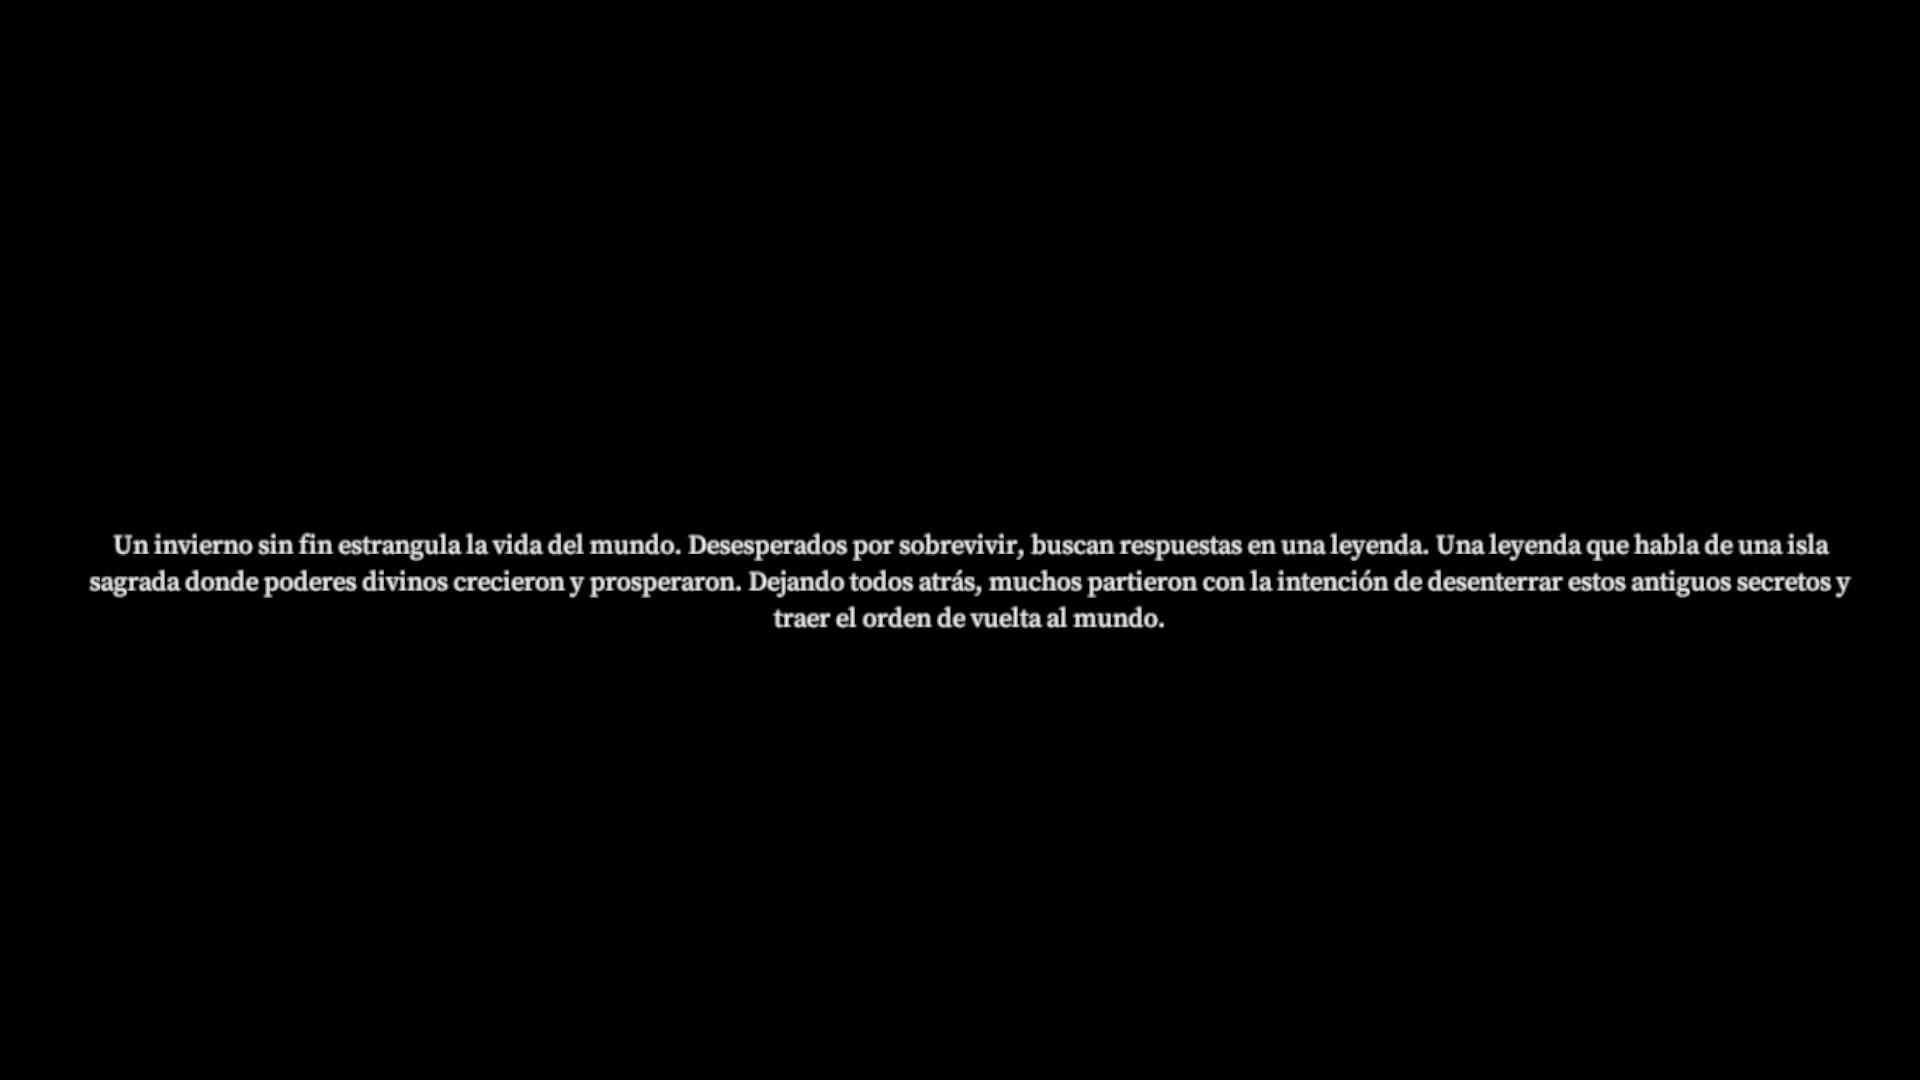 Un invierno sin fin estrangula la vida del mundo. Desesperados por sobrevivir, buscan respuestas en una leyenda. Una leyenda que habla de una isla
sagrada donde poderes divinos crecieron y prosperaron. Dejando todos atrás, muchos partieron con la intención de desenterrar estos antiguos secretos y
traer el orden de vuelta al mundo.